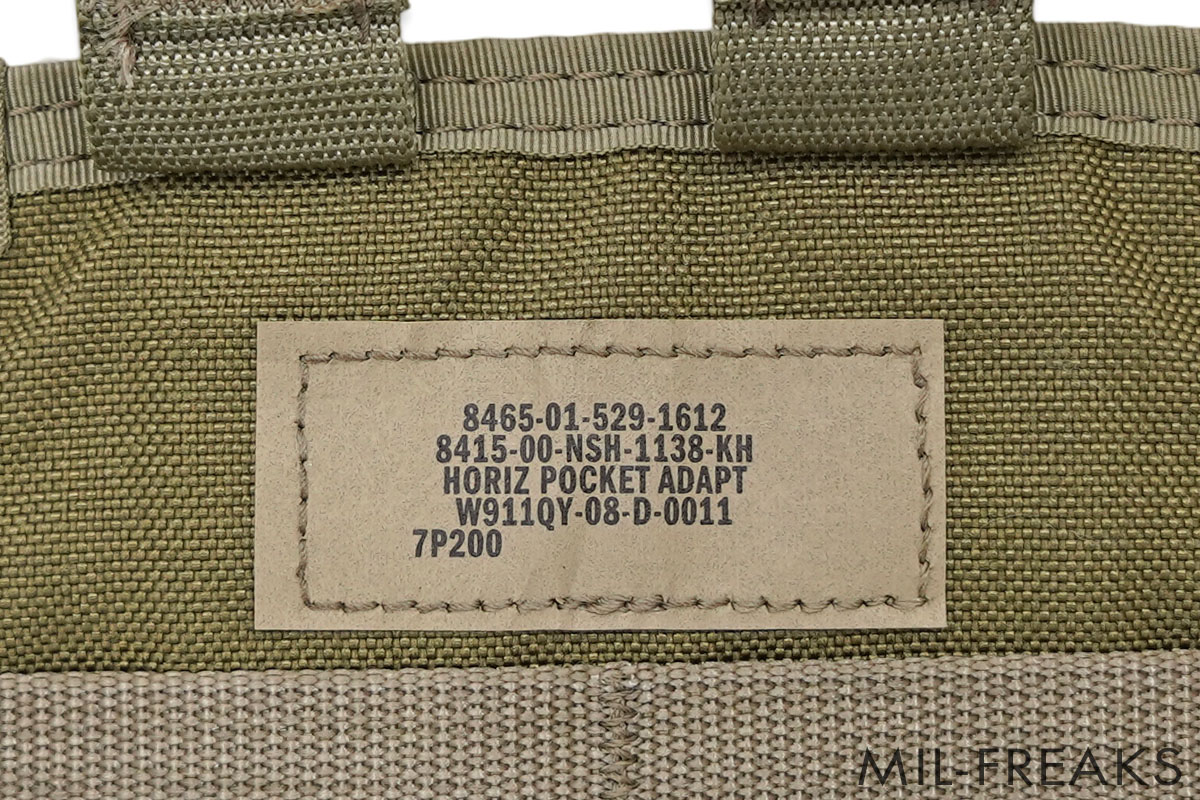 8465-01-529-1612
8415-00-NSH-1138-KH
HORIZ POCKET ADAPT
W911QY-08-D-0011
7P200
MIL-FREAKS